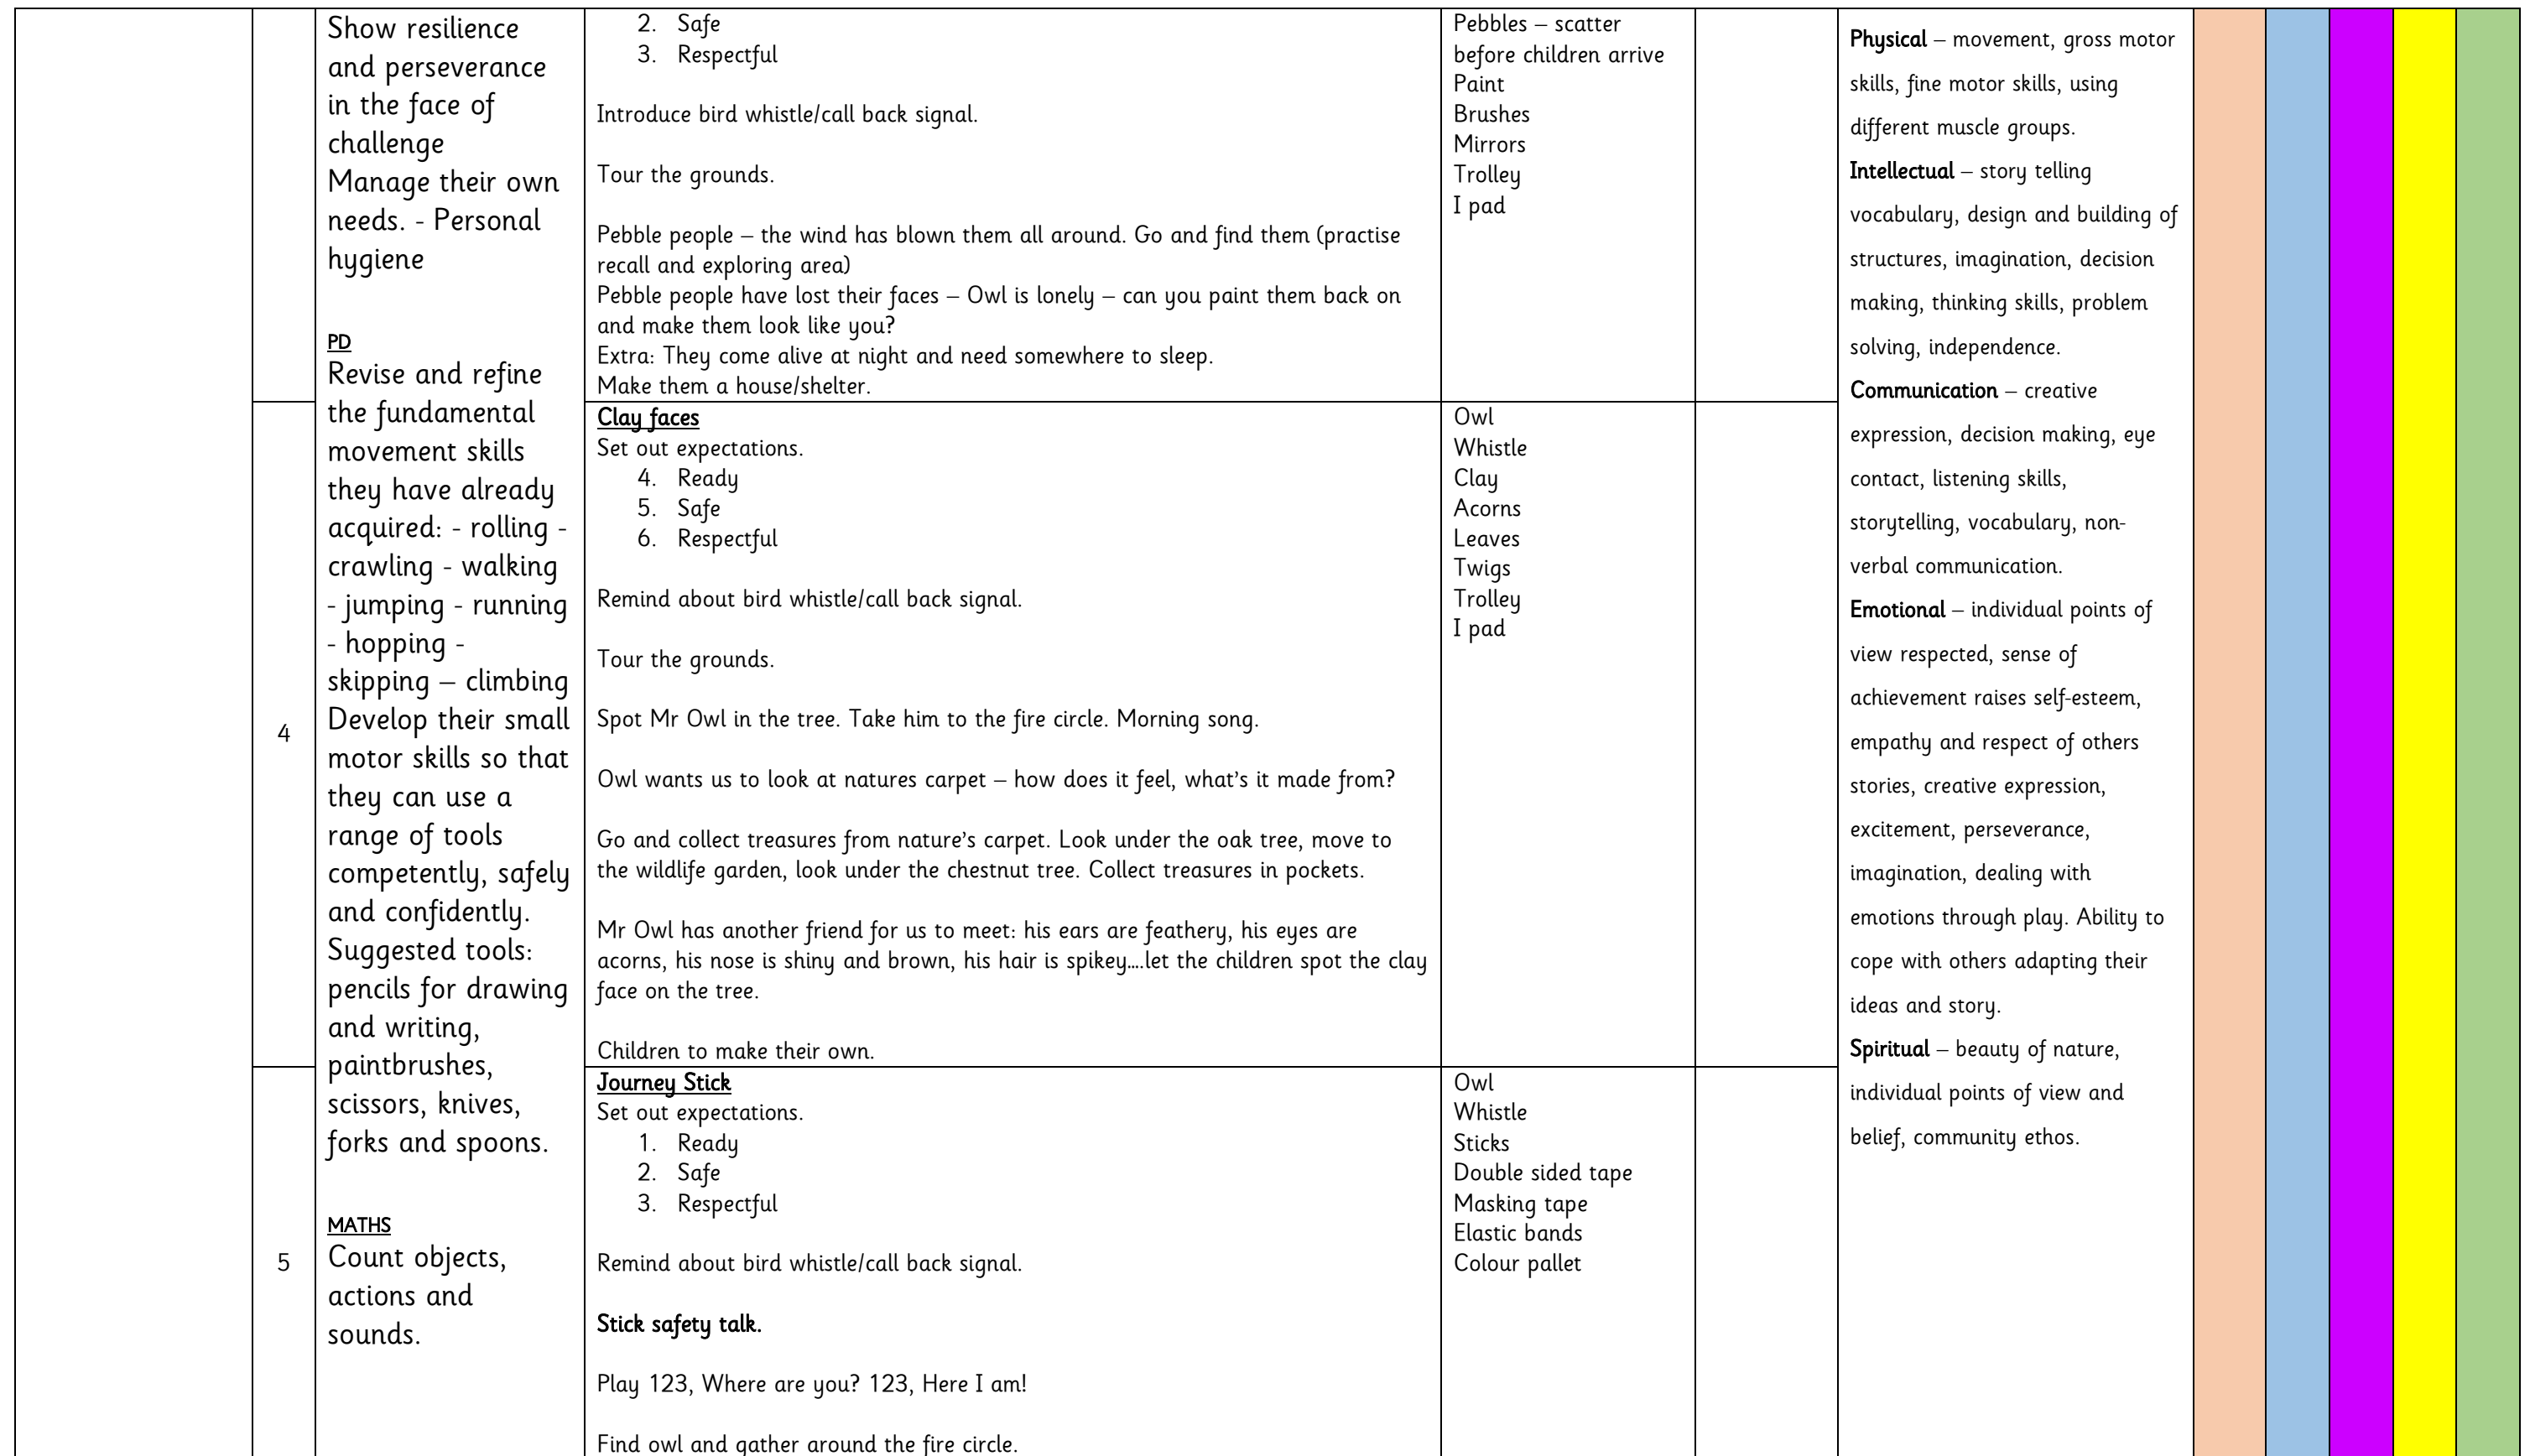 Show resilience
and perseverance
in the face of
challenge
Manage their own
needs. - Personal
hygiene
PD
Revise and refine
the fundamental
movement skills
they have already
acquired: - rolling -
crawling - walking
- jumping - running
- hopping -
skipping – climbing
Develop their small
motor skills so that
they can use a
range of tools
competently, safely
and confidently.
Suggested tools:
pencils for drawing
and writing,
paintbrushes,
scissors, knives,
forks and spoons.
MATHS
Count objects,
actions and
sounds.
2. Safe
3. Respectful
Introduce bird whistle/call back signal.
Tour the grounds.
Pebble people – the wind has blown them all around. Go and find them (practise
recall and exploring area)
Pebble people have lost their faces – Owl is lonely – can you paint them back on
and make them look like you?
Extra: They come alive at night and need somewhere to sleep.
Make them a house/shelter.
Pebbles – scatter
before children arrive
Paint
Brushes
Mirrors
Trolley
I pad
4
Clay faces
Set out expectations.
4. Ready
5. Safe
6. Respectful
Remind about bird whistle/call back signal.
Tour the grounds.
Spot Mr Owl in the tree. Take him to the fire circle. Morning song.
Owl wants us to look at natures carpet – how does it feel, what's it made from?
Go and collect treasures from nature's carpet. Look under the oak tree, move to
the wildlife garden, look under the chestnut tree. Collect treasures in pockets.
Mr Owl has another friend for us to meet: his ears are feathery, his eyes are
acorns, his nose is shiny and brown, his hair is spikey….let the children spot the clay
face on the tree.
Children to make their own.
Owl
Whistle
Clay
Acorns
Leaves
Twigs
Trolley
I pad
5
Journey Stick
Set out expectations.
1. Ready
2. Safe
3. Respectful
Remind about bird whistle/call back signal.
Stick safety talk.
Play 123, Where are you? 123, Here I am!
Find owl and gather around the fire circle.
Owl
Whistle
Sticks
Double sided tape
Masking tape
Elastic bands
Colour pallet
Physical – movement, gross motor
skills, fine motor skills, using
different muscle groups.
Intellectual – story telling
vocabulary, design and building of
structures, imagination, decision
making, thinking skills, problem
solving, independence.
Communication – creative
expression, decision making, eye
contact, listening skills,
storytelling, vocabulary, non-
verbal communication.
Emotional – individual points of
view respected, sense of
achievement raises self-esteem,
empathy and respect of others
stories, creative expression,
excitement, perseverance,
imagination, dealing with
emotions through play. Ability to
cope with others adapting their
ideas and story.
Spiritual – beauty of nature,
individual points of view and
belief, community ethos.